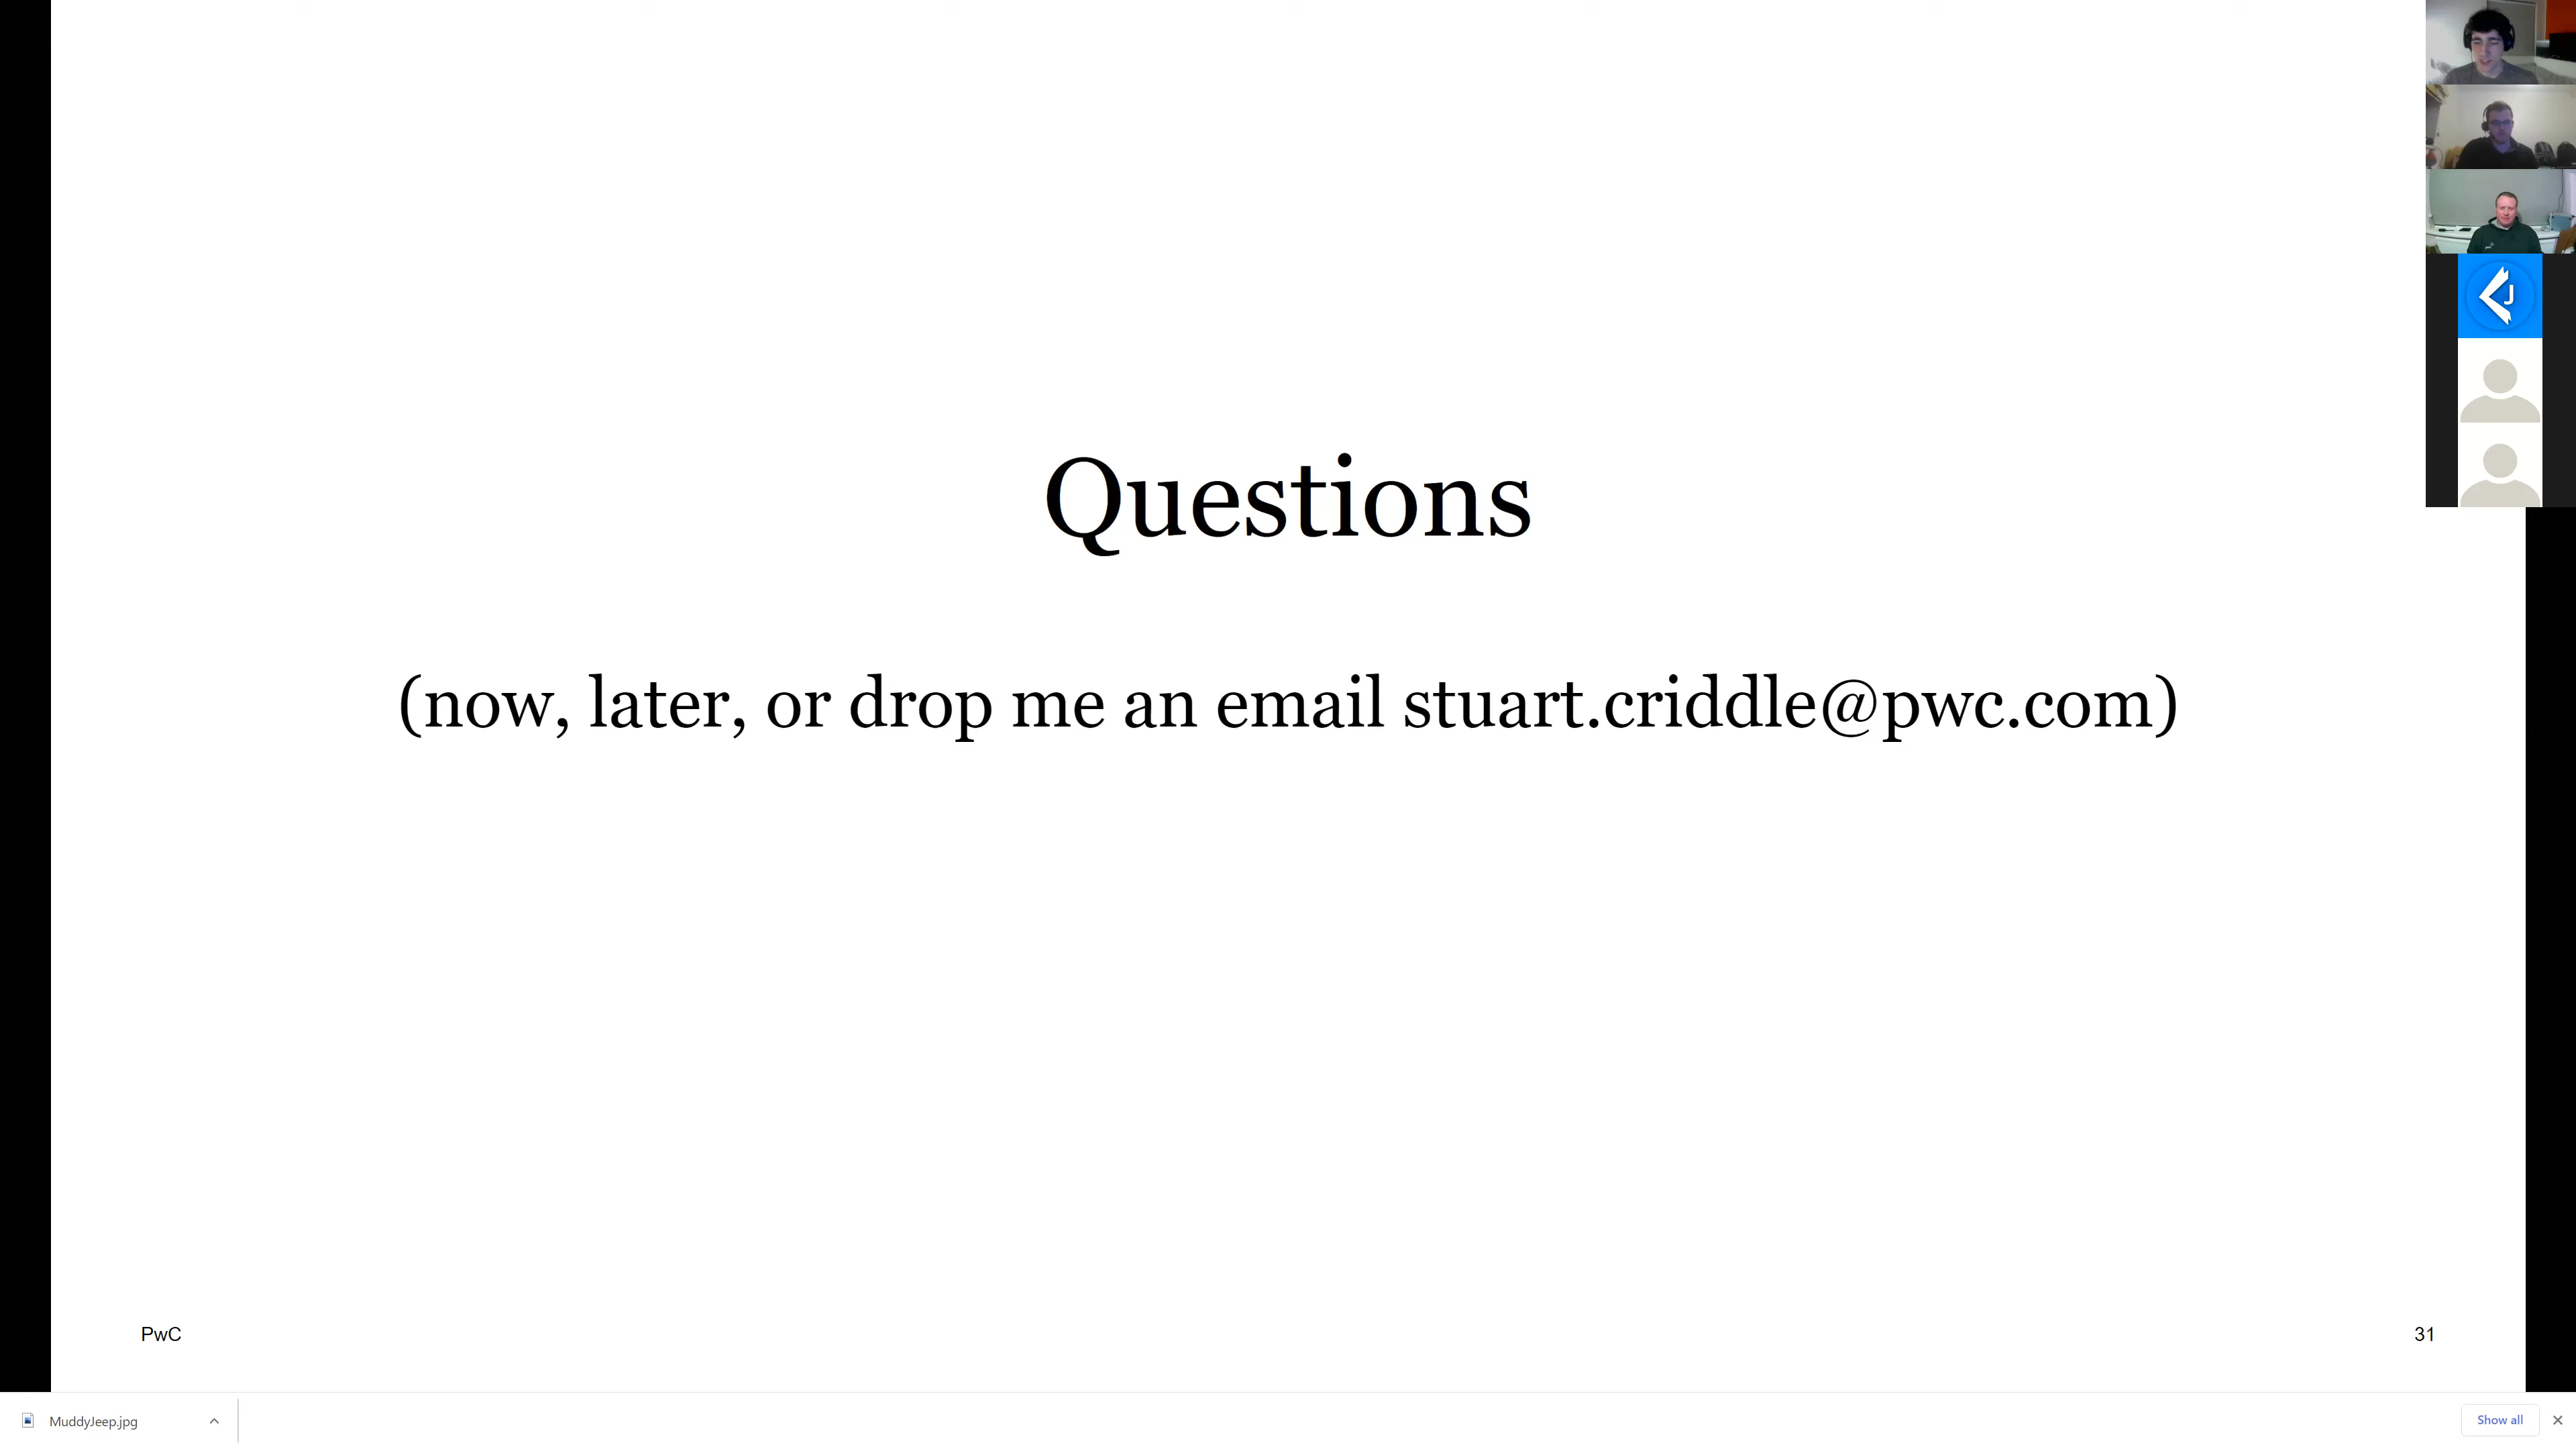 Questions
(now, later, or drop me an email stuart.criddle@pwc.com)
J
PwC
31
MuddyJeep.jpg
Show all